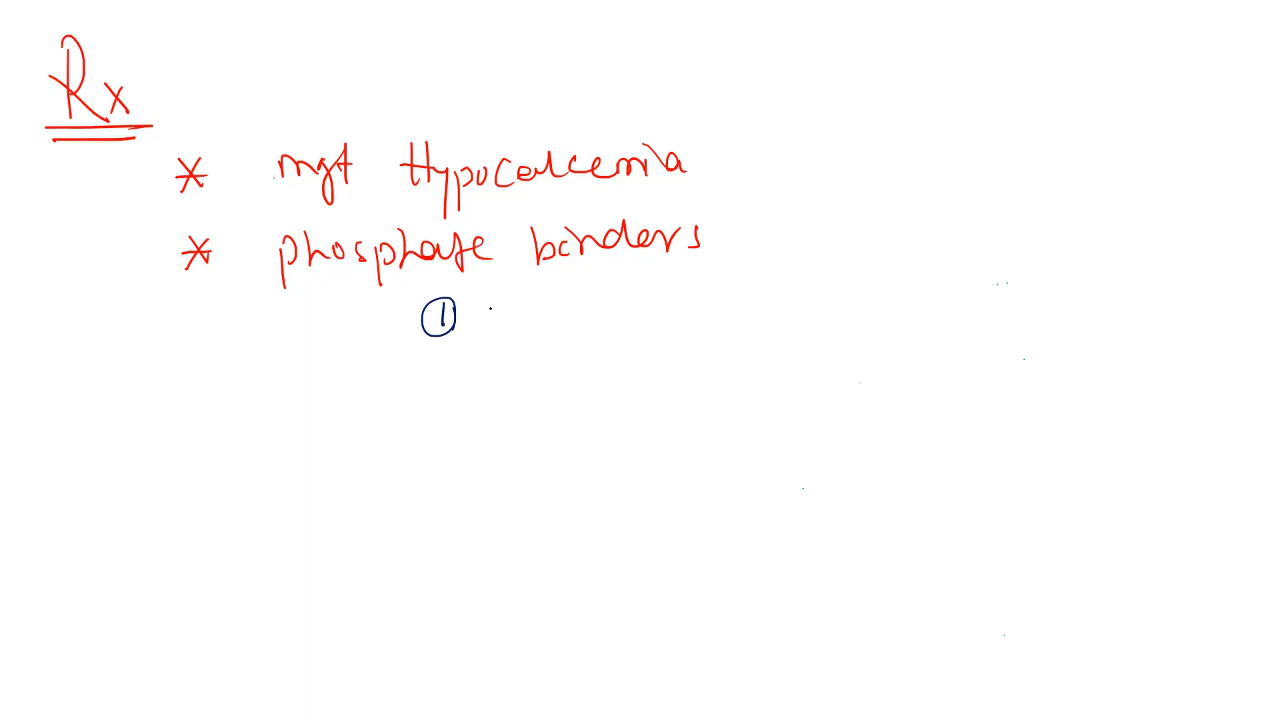 Rx
* mgt Hypocalcemia
* phosphate binders
①